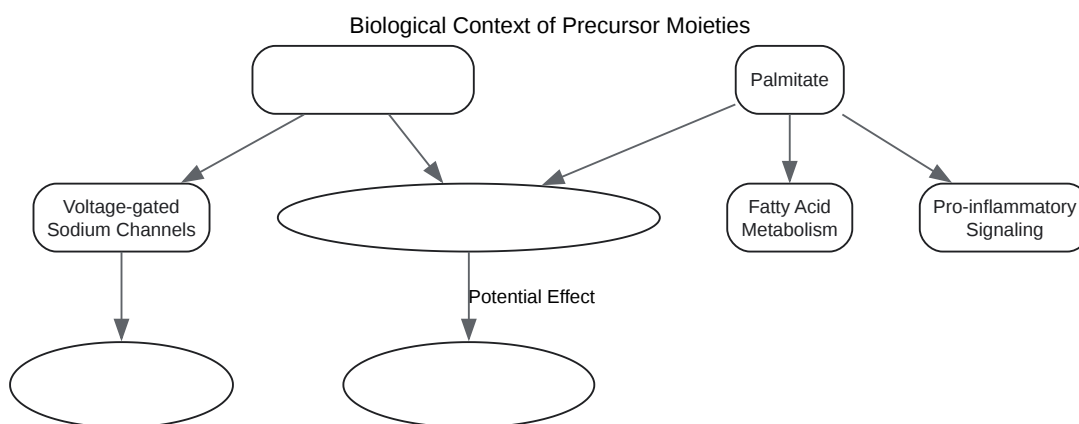 Biological Context of Precursor Moieties
Palmitate
Voltage-gated
Sodium Channels
Fatty Acid
Metabolism
Pro-inflammatory
Signaling
Potential Effect